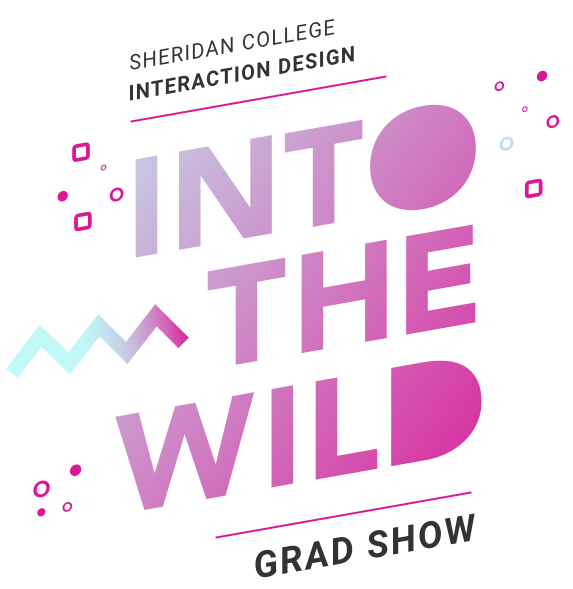 SHERIDAN COLLEGE
INTERACTION DESIGN
INTO
THE
WILD
GRAD SHOW